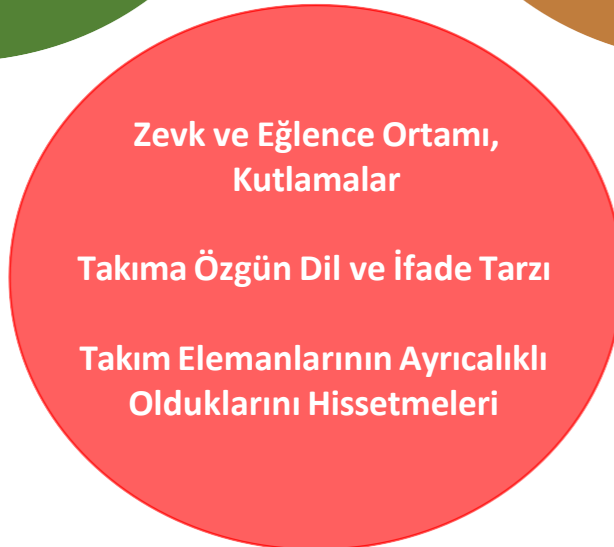 Zevk ve Eğlence Ortamı,
Kutlamalar
Takıma Özgün Dil ve İfade Tarzı
Takım Elemanlarının Ayrıcalıklı
Olduklarını Hissetmeleri